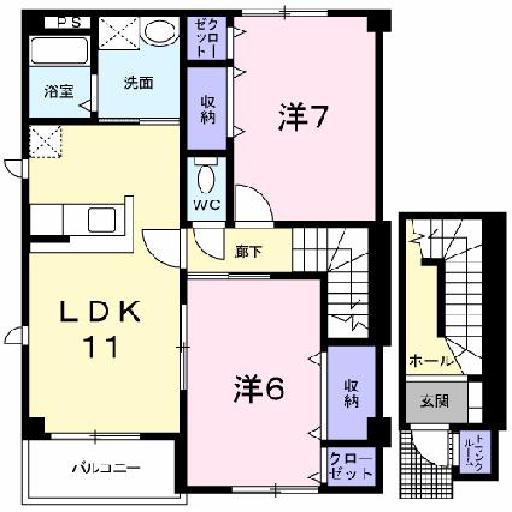 PS
クロー
ゼット
浴室
洗面
収納
洋7
WC
廊下
LDK
11
洋6
収納
クロー
ゼット
バルコニー
ホール
玄関
トランク
ルーム